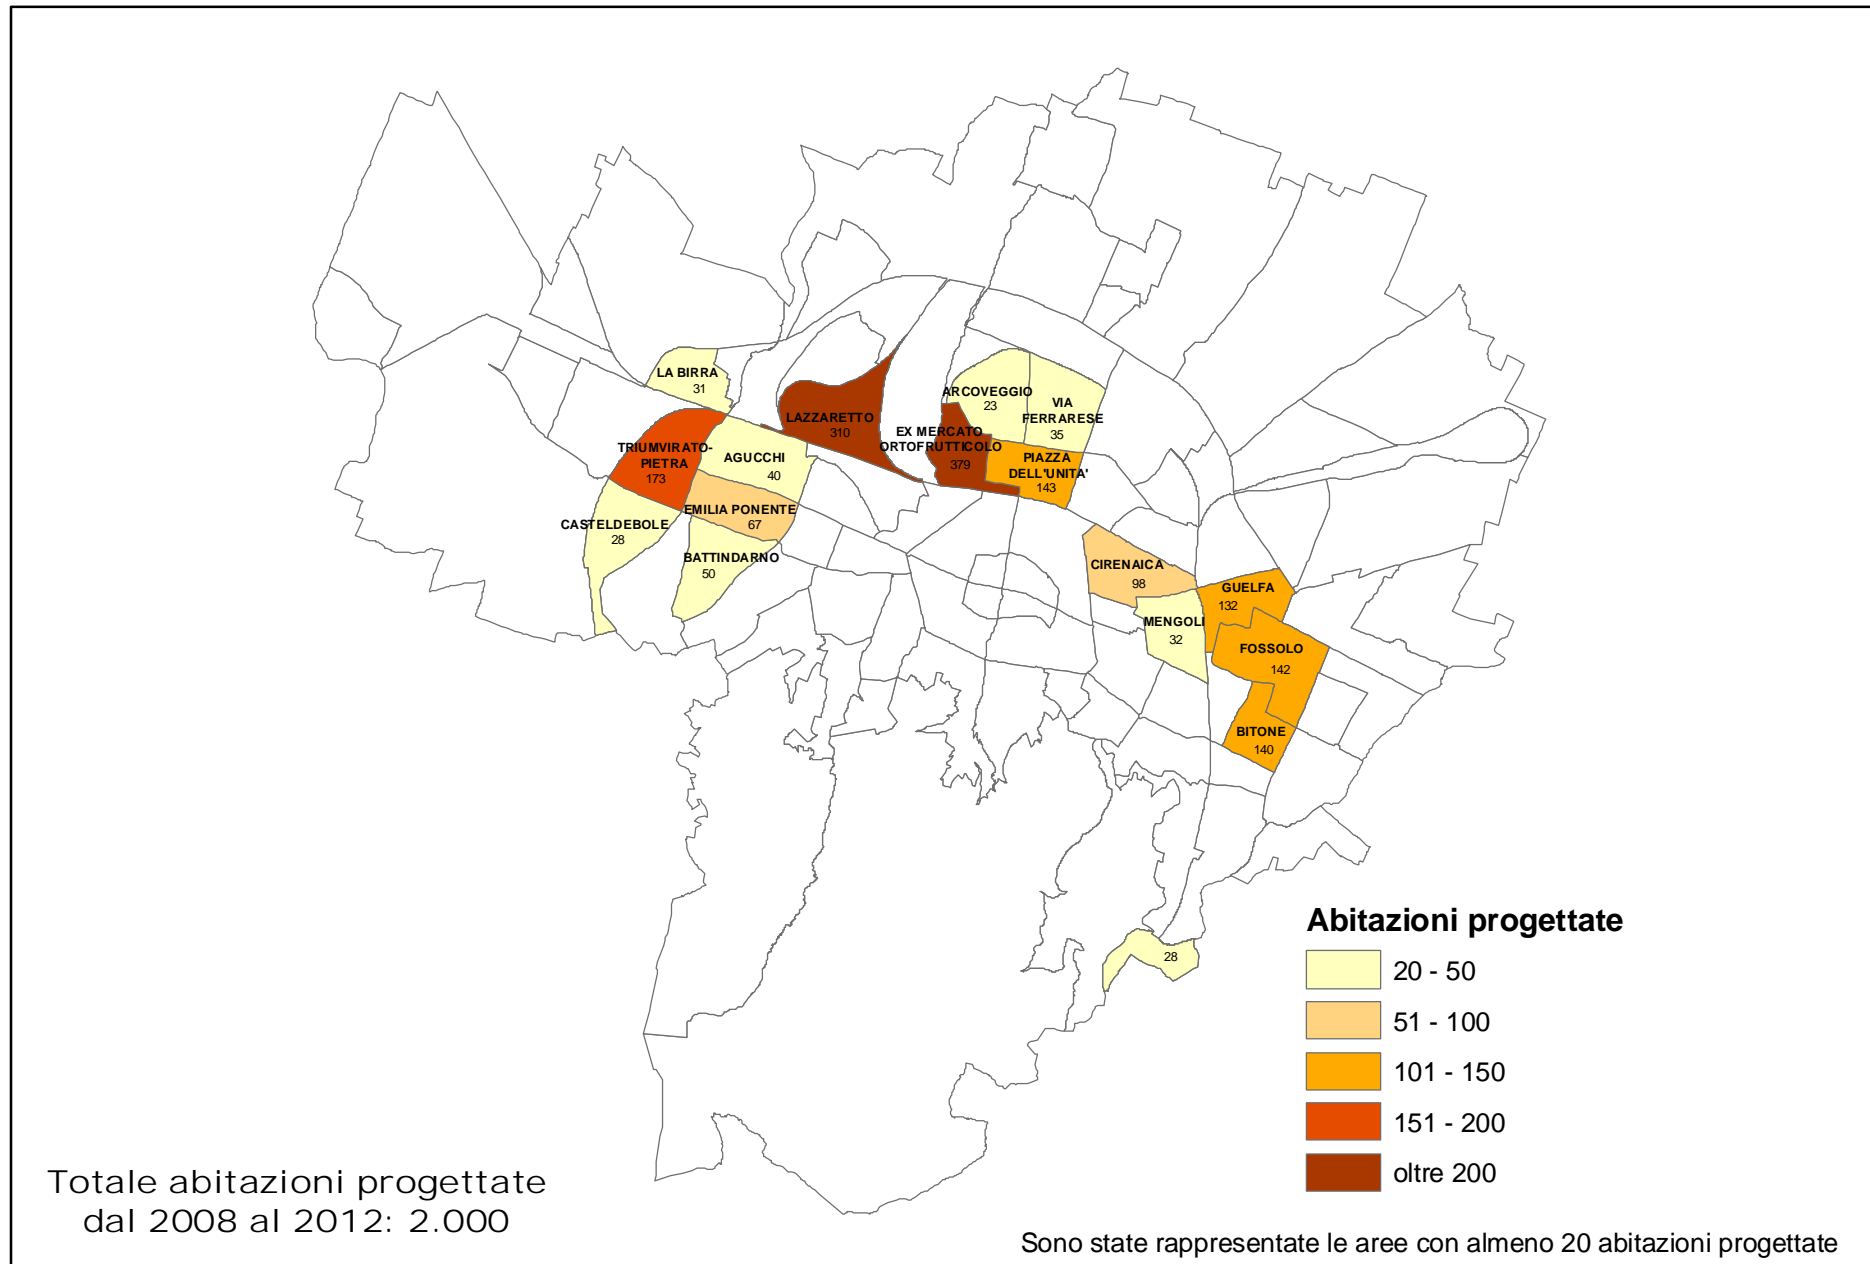 LA BIRRA
31
ARCOVEGGIO
23
VIA
FERRARESE
35
LAZZARETTO
310
EX MERCATO
ORTOFRUTTICOLO
379
TRIUMVIRATO-
PIETRA
173
AGUCCHI
40
PIAZZA
DELL'UNITA'
143
EMILIA PONENTE
67
CASTELDEBOLE
28
BATTINDARNO
50
CIRENAICA
98
GUELFA
132
MENGOLI
32
FOSSOLO
142
BITONE
140
28
Abitazioni progettate
20 - 50
51 - 100
101 - 150
151 - 200
oltre 200
Totale abitazioni progettate
dal 2008 al 2012: 2.000
Sono state rappresentate le aree con almeno 20 abitazioni progettate